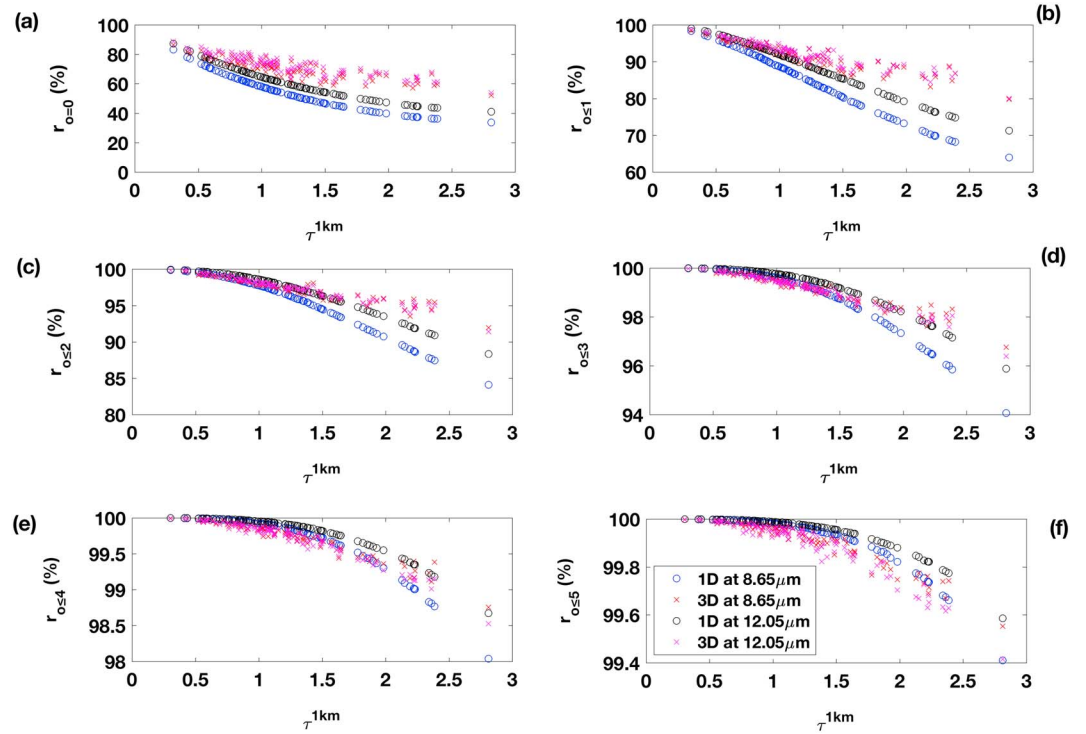 (a)
100
80
60
40
20
0
r_{o=0} (%)
0 0.5 1 1.5 2 2.5 3
τ^{1km}
(b)
100
90
80
70
60
r_{o≤1} (%)
0 0.5 1 1.5 2 2.5 3
τ^{1km}
(c)
100
95
90
85
80
r_{o≤2} (%)
0 0.5 1 1.5 2 2.5 3
τ^{1km}
(d)
100
98
96
94
r_{o≤3} (%)
0 0.5 1 1.5 2 2.5 3
τ^{1km}
(e)
100
99.5
99
98.5
98
r_{o≤4} (%)
0 0.5 1 1.5 2 2.5 3
τ^{1km}
(f)
100
99.8
99.6
99.4
r_{o≤5} (%)
1D at 8.65μm
3D at 8.65μm
1D at 12.05μm
3D at 12.05μm
0 0.5 1 1.5 2 2.5 3
τ^{1km}